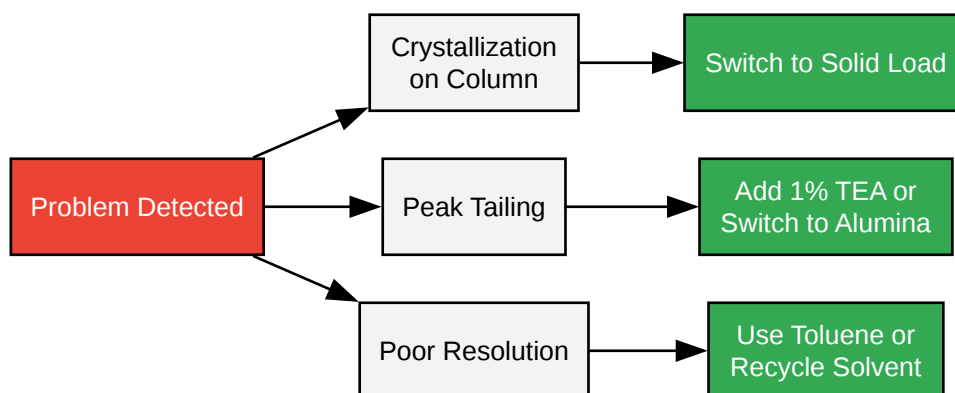 Crystallization
on Column
Switch to Solid Load
Problem Detected
Peak Tailing
Add 1% TEA or
Switch to Alumina
Poor Resolution
Use Toluene or
Recycle Solvent